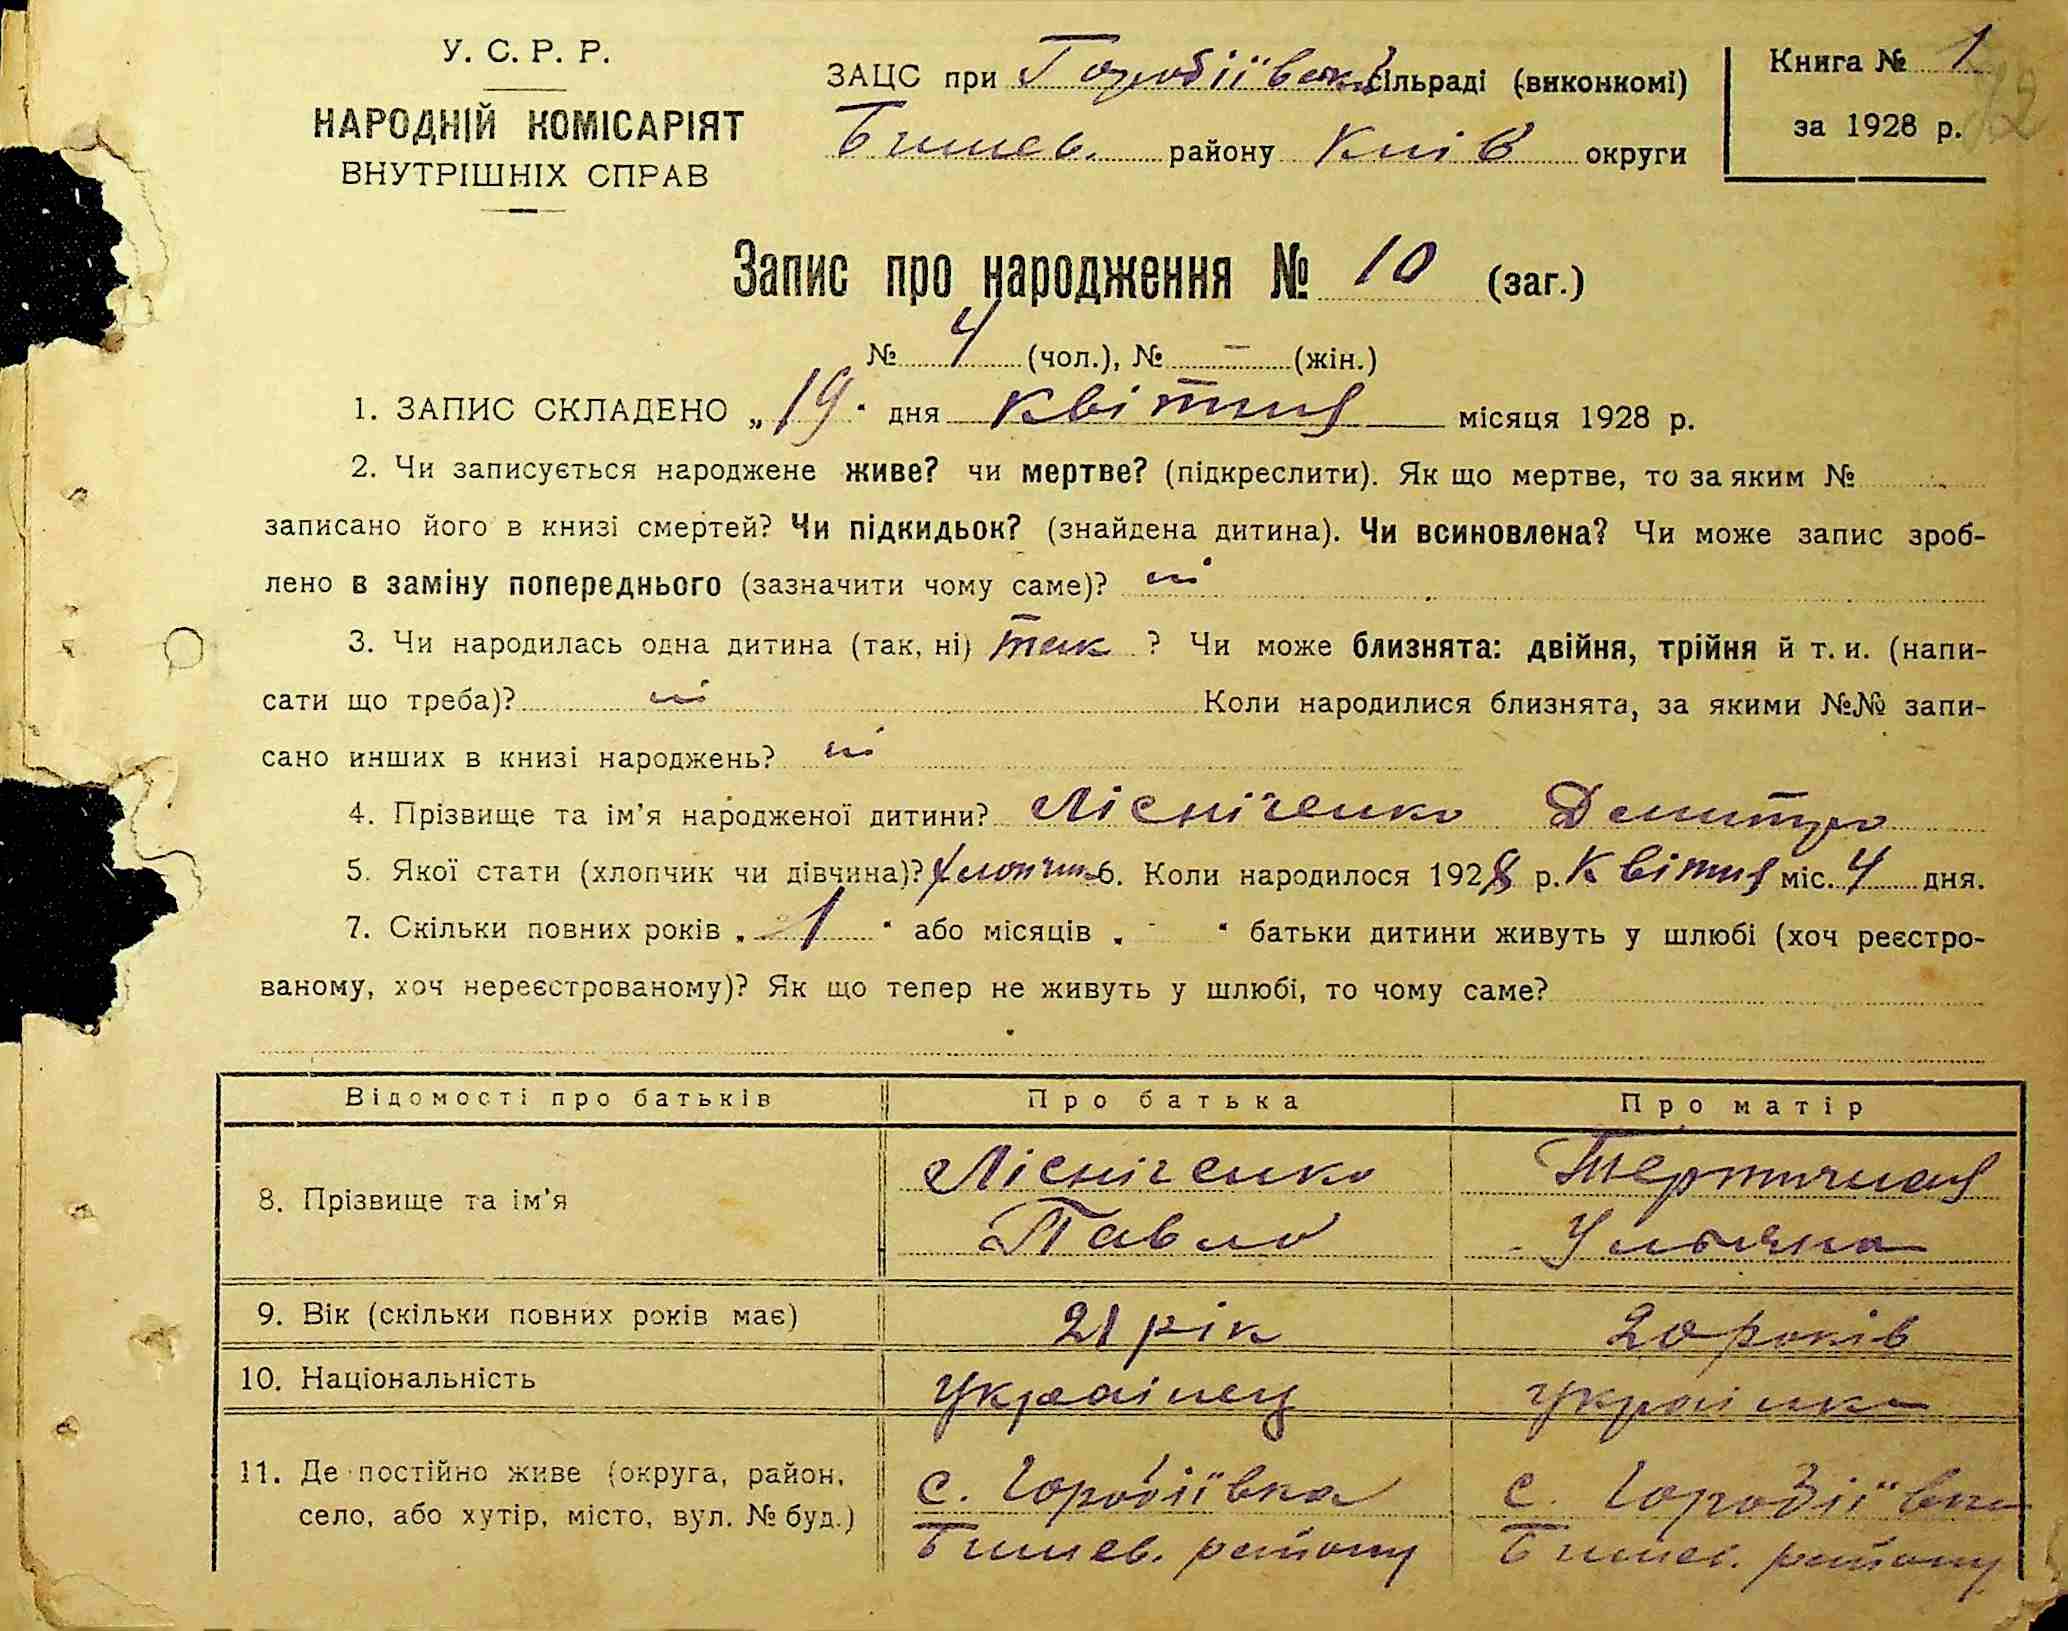 У. С. Р. Р.
НАРОДНІЙ КОМІСАРІЯТ
ВНУТРІШНІХ СПРАВ
ЗАЦС при Горобіївськ. сільраді (виконкомі)
Бишев. району Киів округи
Книга № 1
за 1928 р.
Запис про народження № 10 (заг.)
№ 4 (чол.), № — (жін.)
1. ЗАПИС СКЛАДЕНО „19" дня квітня місяця 1928 р.
2. Чи записується народжене живе? чи мертве? (підкреслити). Як що мертве, то за яким №
записано його в книзі смертей? Чи підкидьок? (знайдена дитина). Чи всиновлена? Чи може запис зроб-
лено в заміну попереднього (зазначити чому саме)? ні
3. Чи народилась одна дитина (так, ні) так ? Чи може близнята: двійня, трійня й т. и. (напи-
сати що треба)? ні Коли народилися близнята, за якими №№ запи-
сано инших в книзі народжень? ні
4. Прізвище та ім'я народженої дитини? Лісніченко Демитро
5. Якої стати (хлопчик чи дівчина)? Хлопчик 6. Коли народилося 1928 р. Квітня міс. 4 дня.
7. Скільки повних років „ 1 " або місяців „ - " батьки дитини живуть у шлюбі (хоч реєстро-
ваному, хоч нереєстрованому)? Як що тепер не живуть у шлюбі, то чому саме?
Відомості про батьків Про батька Про матір
8. Прізвище та ім'я Лісніченко Павло Тертичная Ульяна
9. Вік (скільки повних років має) 21 рік 20 років
10. Національність Українец українка
11. Де постійно живе (округа, район, с. Горобіївка с. Горобіївка
село, або хутір, місто, вул. № буд.) Бишев. району Бишев. району